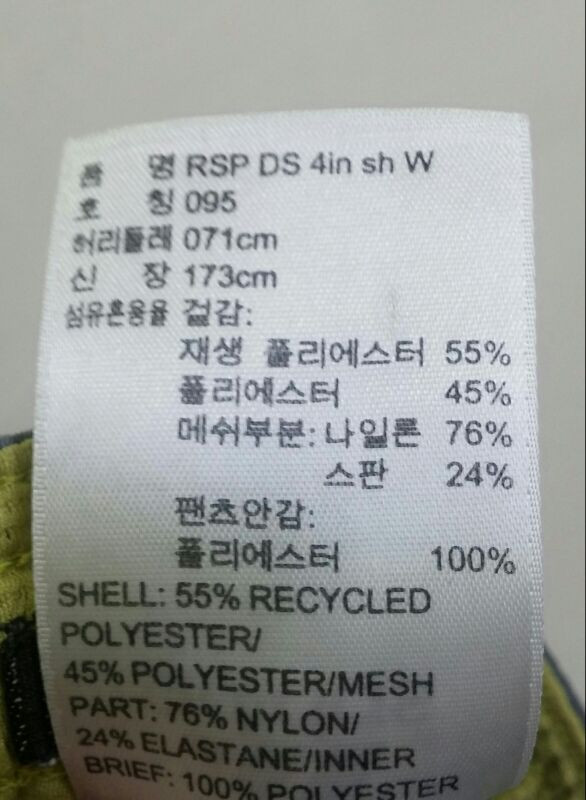 품 명 RSP DS 4in sh W
호 칭 095
허리둘레 071cm
신 장 173cm
섬유혼용율 겉감:
재생 폴리에스터 55%
폴리에스터 45%
메쉬부분: 나일론 76%
스판 24%
팬츠안감:
폴리에스터 100%
SHELL: 55% RECYCLED
POLYESTER/
45% POLYESTER/MESH
PART: 76% NYLON/
24% ELASTANE/INNER
BRIEF: 100% POLYESTER